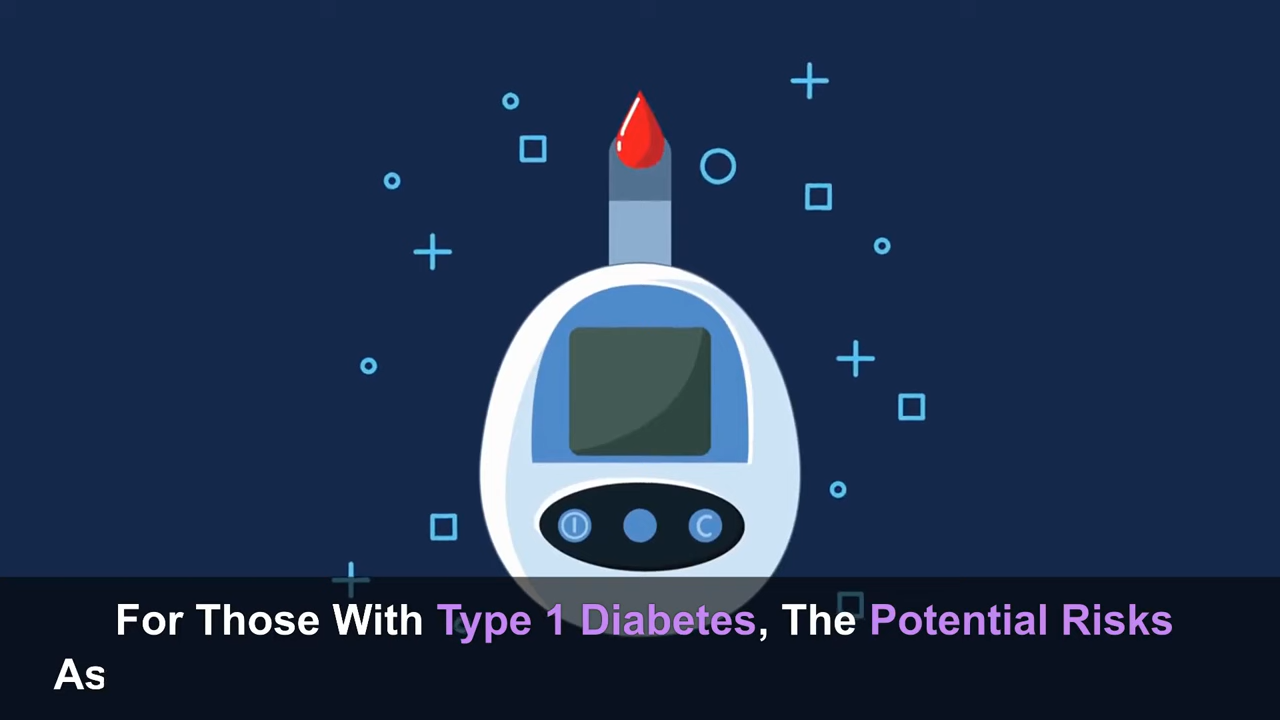 For Those With Type 1 Diabetes, The Potential Risks
As